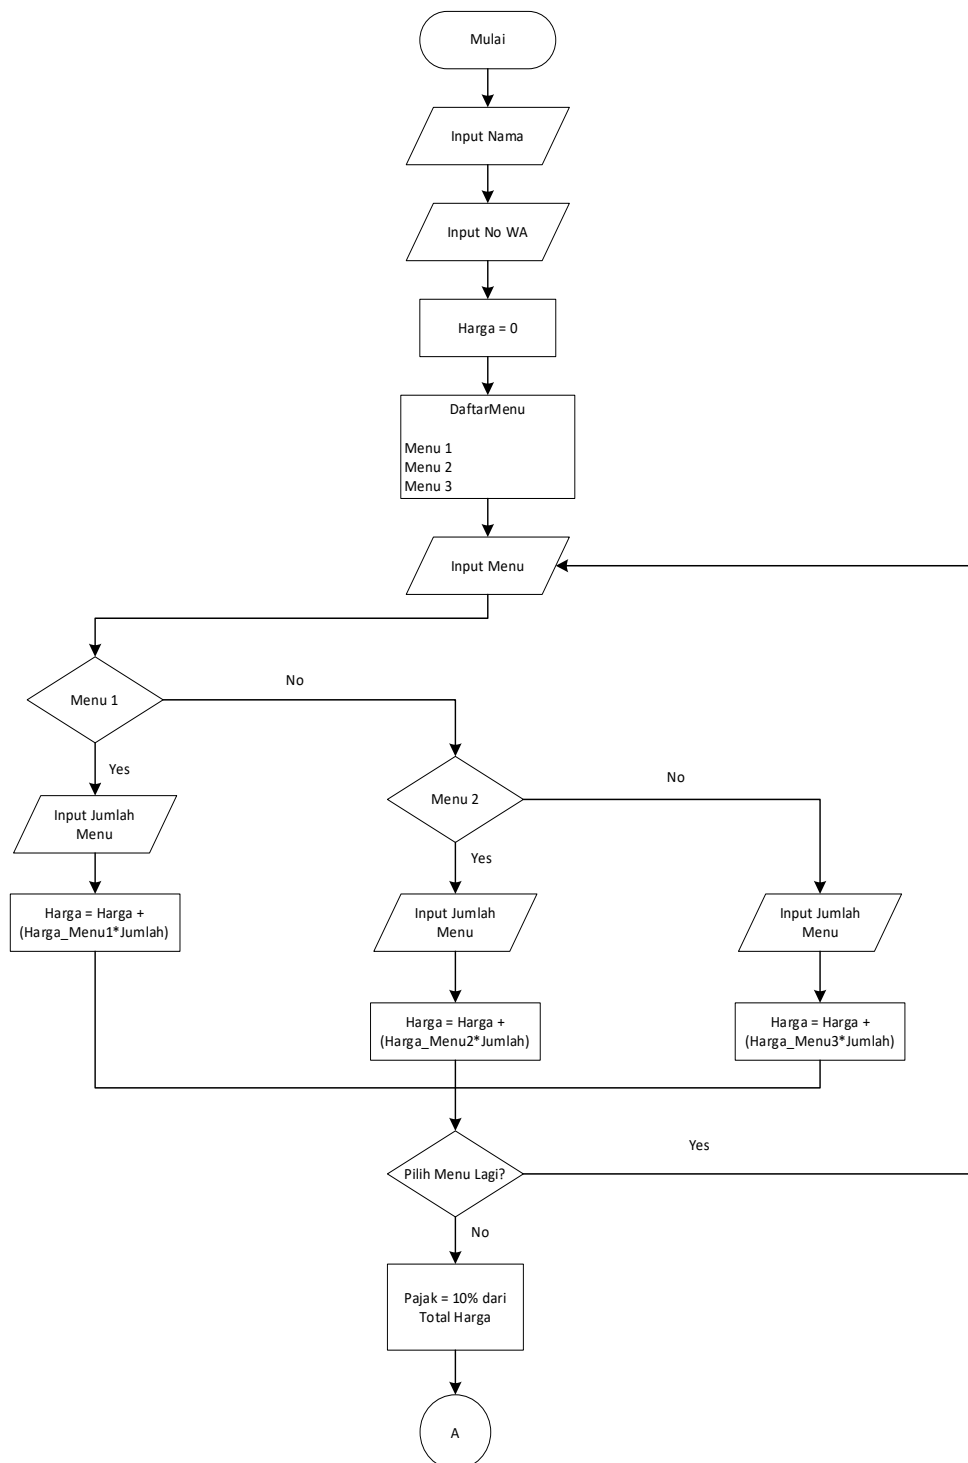 Mulai
Input Nama
Input No WA
Harga = 0
DaftarMenu
Menu 1
Menu 2
Menu 3
Input Menu
Menu 1
No
Yes
Input Jumlah
Menu
Harga = Harga +
(Harga_Menu1*Jumlah)
Menu 2
No
Yes
Input Jumlah
Menu
Harga = Harga +
(Harga_Menu2*Jumlah)
Input Jumlah
Menu
Harga = Harga +
(Harga_Menu3*Jumlah)
Pilih Menu Lagi?
Yes
No
Pajak = 10% dari
Total Harga
A